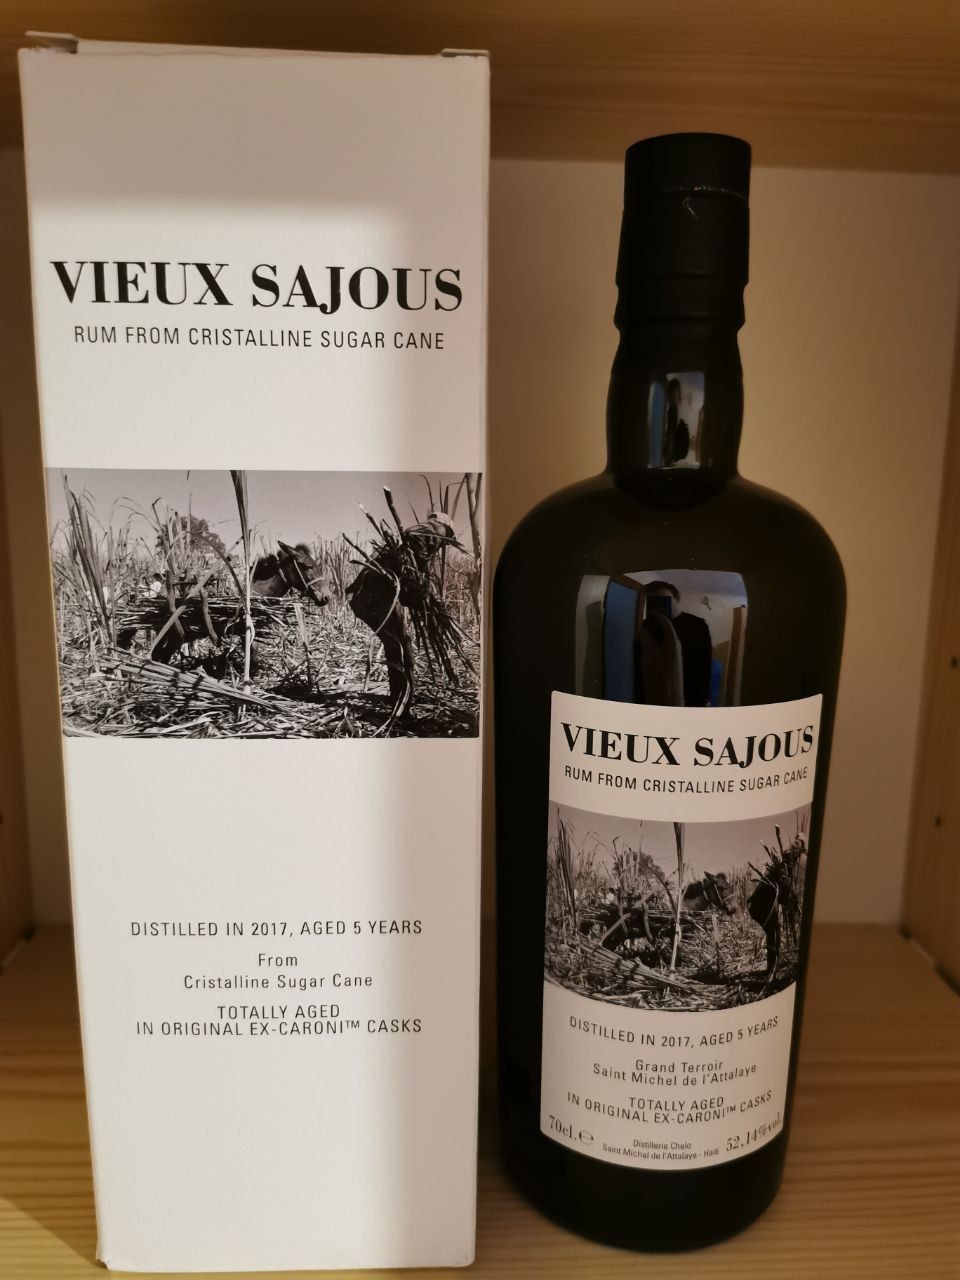 VIEUX SAJOUS
RUM FROM CRISTALLINE SUGAR CANE
DISTILLED IN 2017, AGED 5 YEARS
From
Cristalline Sugar Cane
TOTALLY AGED
IN ORIGINAL EX-CARONI™ CASKS
VIEUX SAJOUS
RUM FROM CRISTALLINE SUGAR CANE
DISTILLED IN 2017, AGED 5 YEARS
Grand Terroir
Saint Michel de l'Attalaye
TOTALLY AGED
IN ORIGINAL EX-CARONI™ CASKS
70cl. ℮ Distillerie Chelo 52,14%vol.
Saint Michel de l'Attalaye - Haïti